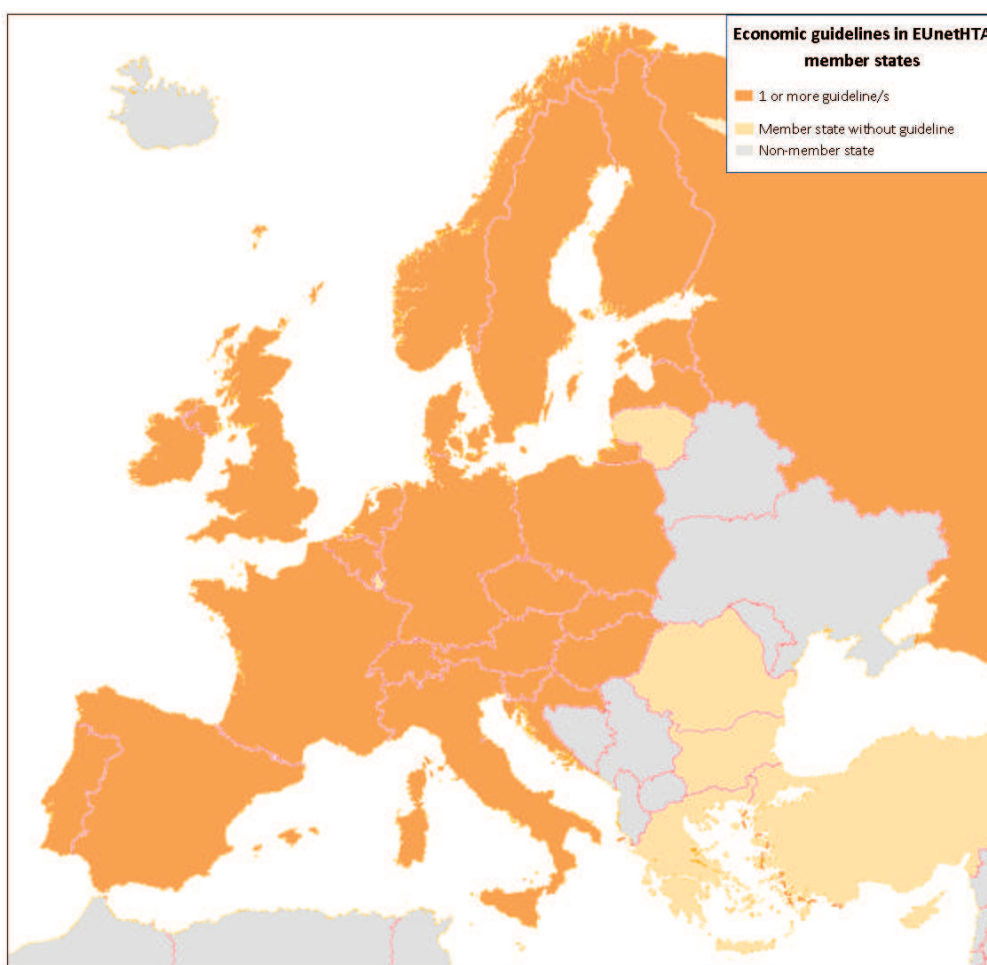 Economic guidelines in EUnetHTA
member states
1 or more guideline/s
Member state without guideline
Non-member state